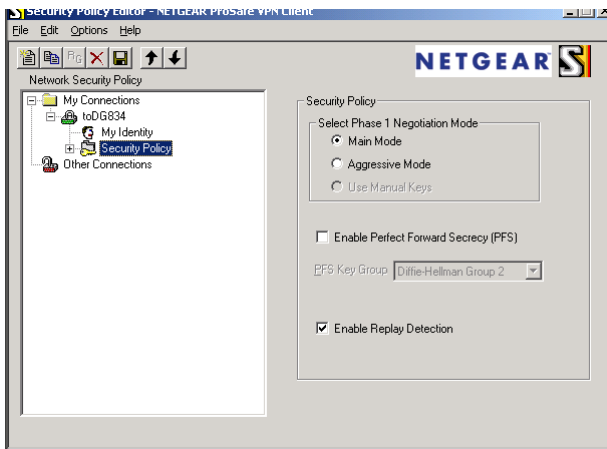 Security Policy Editor - NETGEAR ProSafe VPN Client
File Edit Options Help
NETGEAR S
Network Security Policy
My Connections
toDG834
My Identity
Security Policy
Other Connections
Security Policy
Select Phase 1 Negotiation Mode
Main Mode
Aggressive Mode
Use Manual Keys
Enable Perfect Forward Secrecy (PFS)
PFS Key Group Diffie-Hellman Group 2
Enable Replay Detection